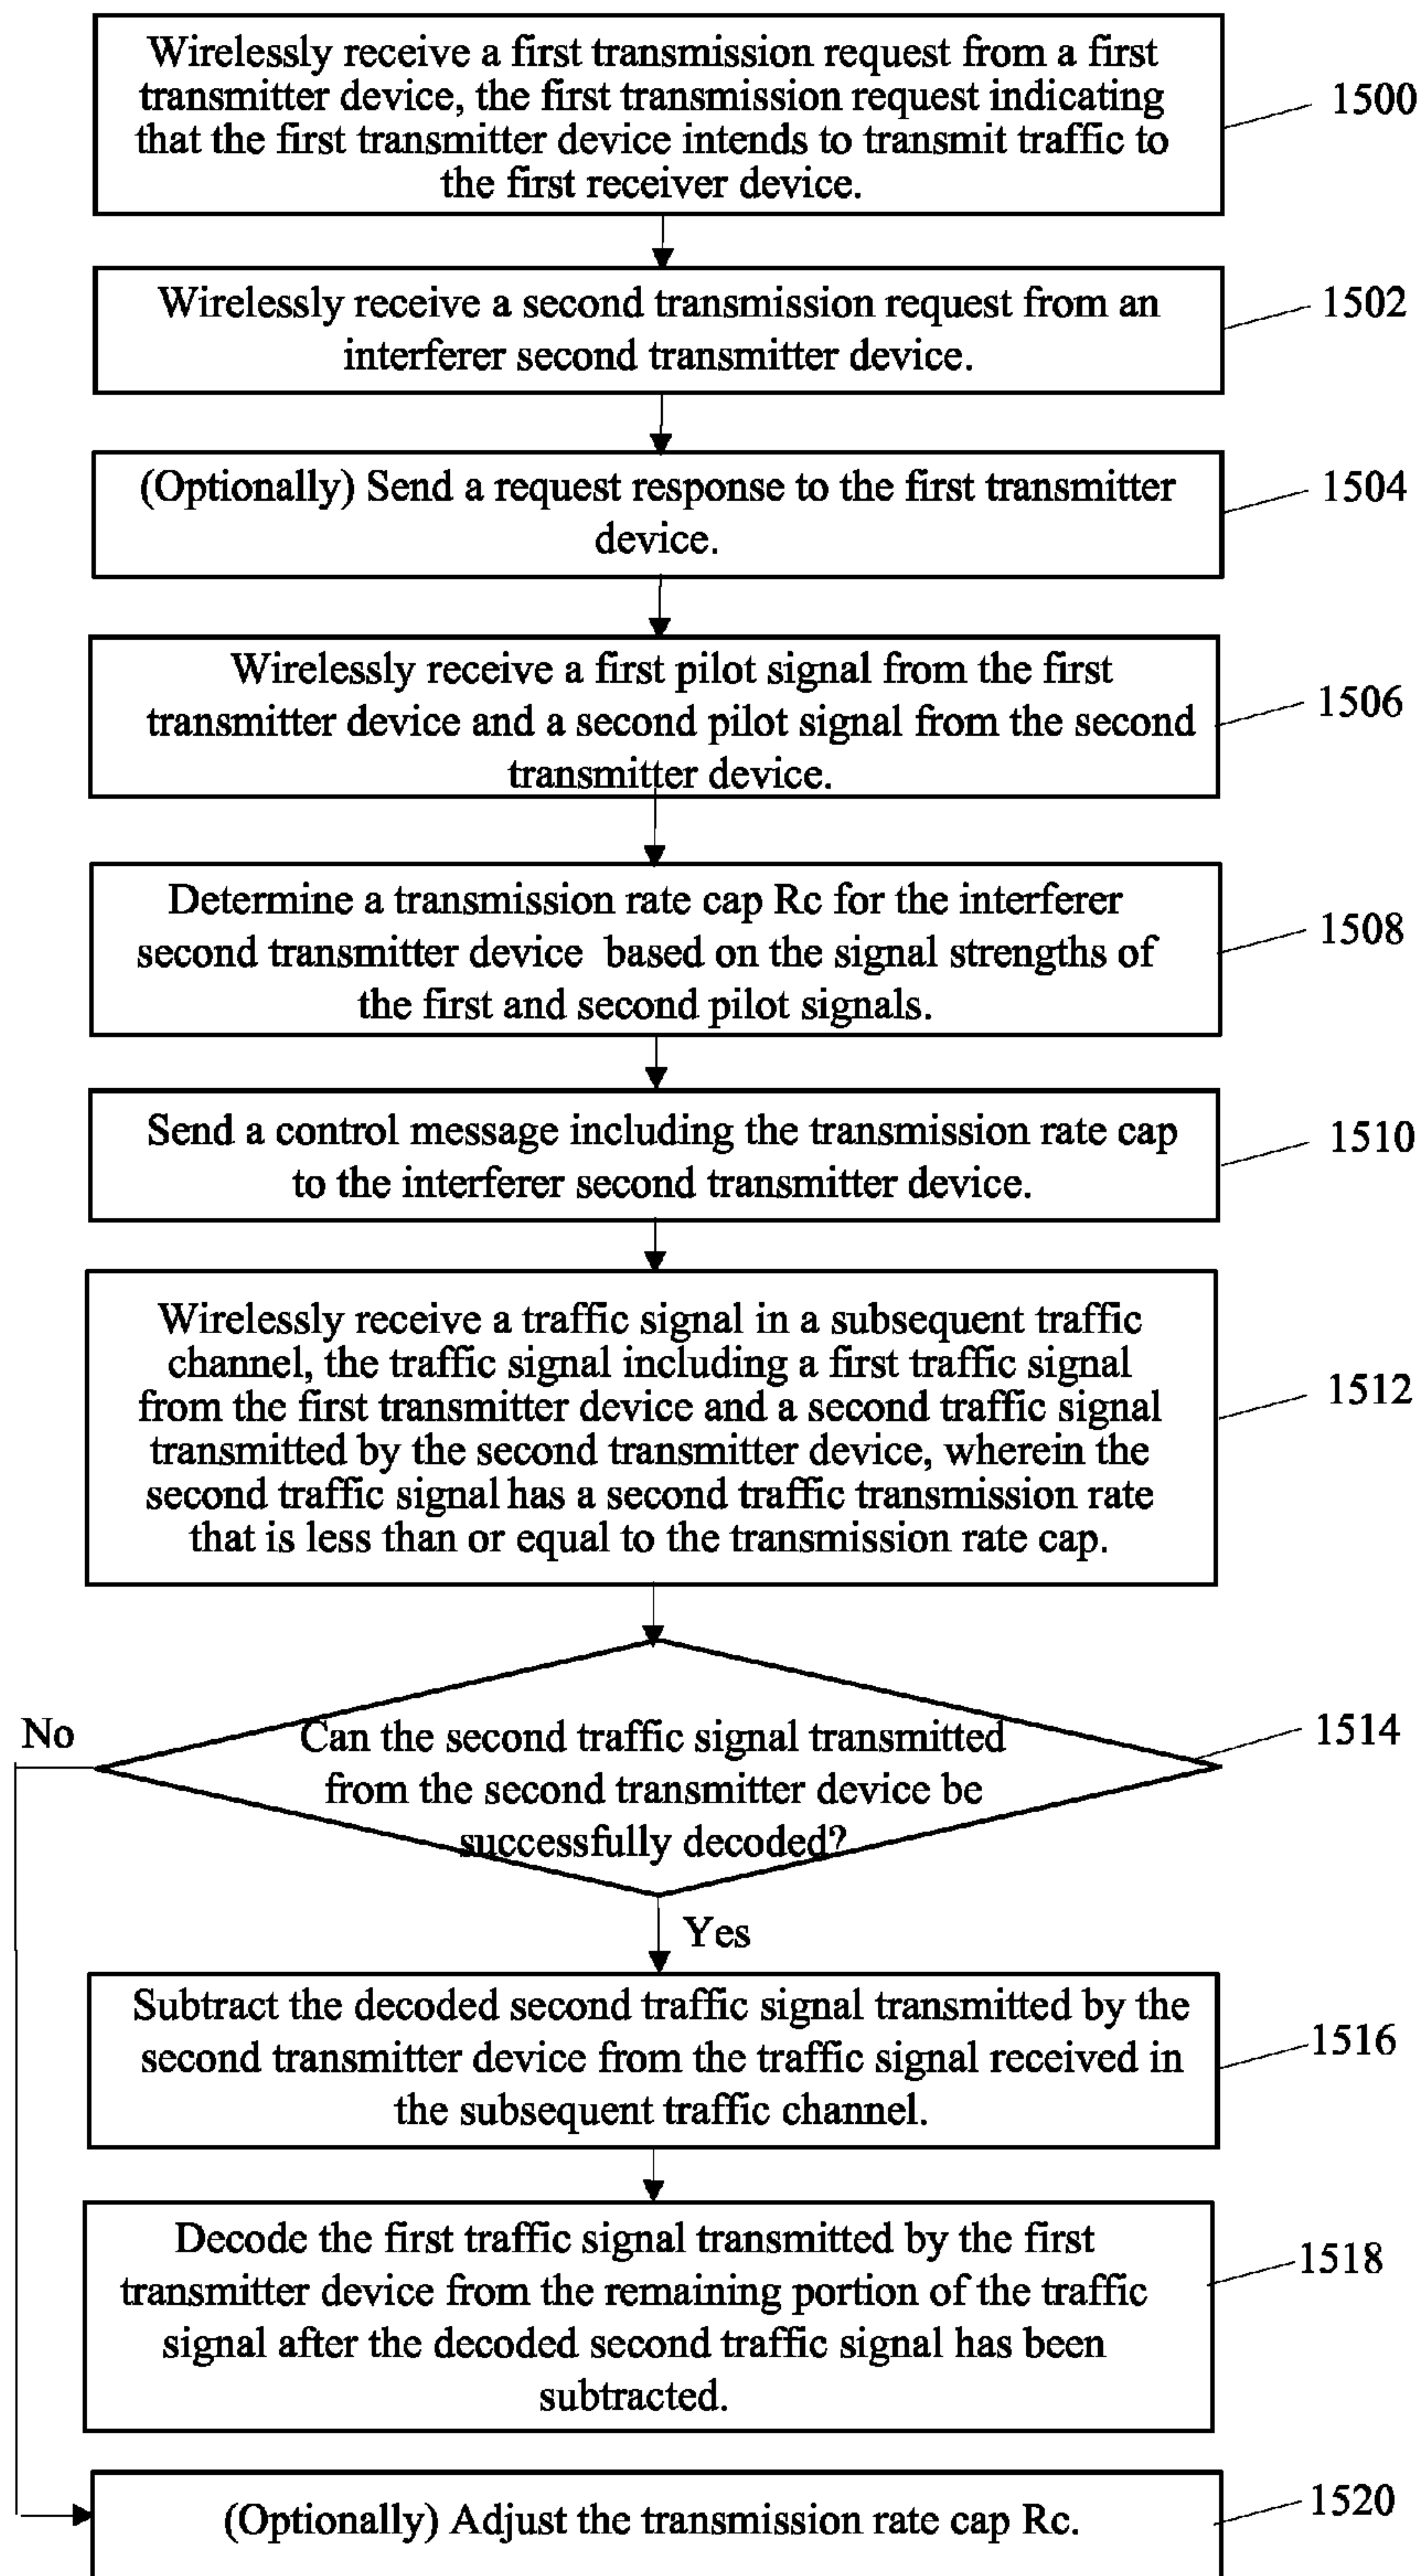 Wirelessly receive a first transmission request from a first
transmitter device, the first transmission request indicating
that the first transmitter device intends to transmit traffic to
the first receiver device.
1500
Wirelessly receive a second transmission request from an
interferer second transmitter device.
1502
(Optionally) Send a request response to the first transmitter
device.
1504
Wirelessly receive a first pilot signal from the first
transmitter device and a second pilot signal from the second
transmitter device.
1506
Determine a transmission rate cap Rc for the interferer
second transmitter device based on the signal strengths of
the first and second pilot signals.
1508
Send a control message including the transmission rate cap
to the interferer second transmitter device.
1510
Wirelessly receive a traffic signal in a subsequent traffic
channel, the traffic signal including a first traffic signal
from the first transmitter device and a second traffic signal
transmitted by the second transmitter device, wherein the
second traffic signal has a second traffic transmission rate
that is less than or equal to the transmission rate cap.
1512
No
Can the second traffic signal transmitted
from the second transmitter device be
successfully decoded?
1514
Yes
Subtract the decoded second traffic signal transmitted by the
second transmitter device from the traffic signal received in
the subsequent traffic channel.
1516
Decode the first traffic signal transmitted by the first
transmitter device from the remaining portion of the traffic
signal after the decoded second traffic signal has been
subtracted.
1518
(Optionally) Adjust the transmission rate cap Rc.
1520